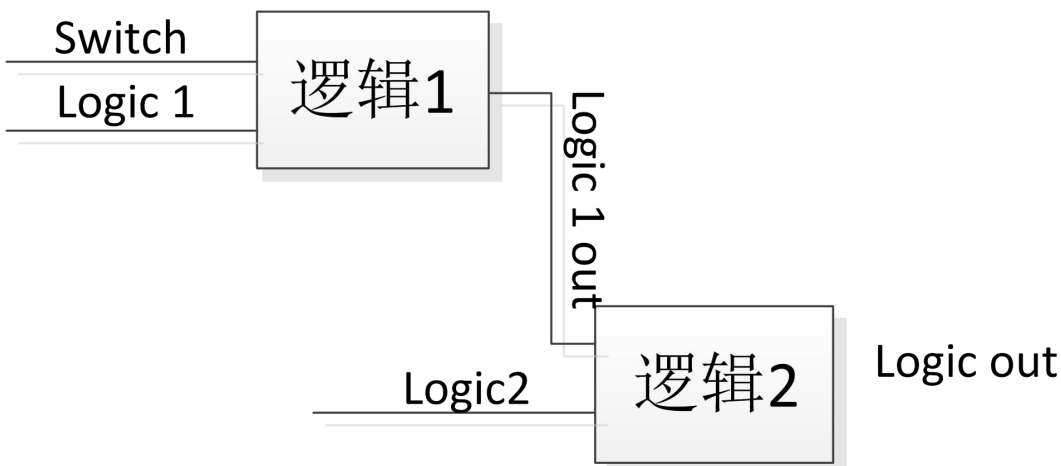 Switch
Logic 1
逻辑1
Logic 1 out
Logic2
逻辑2
Logic out